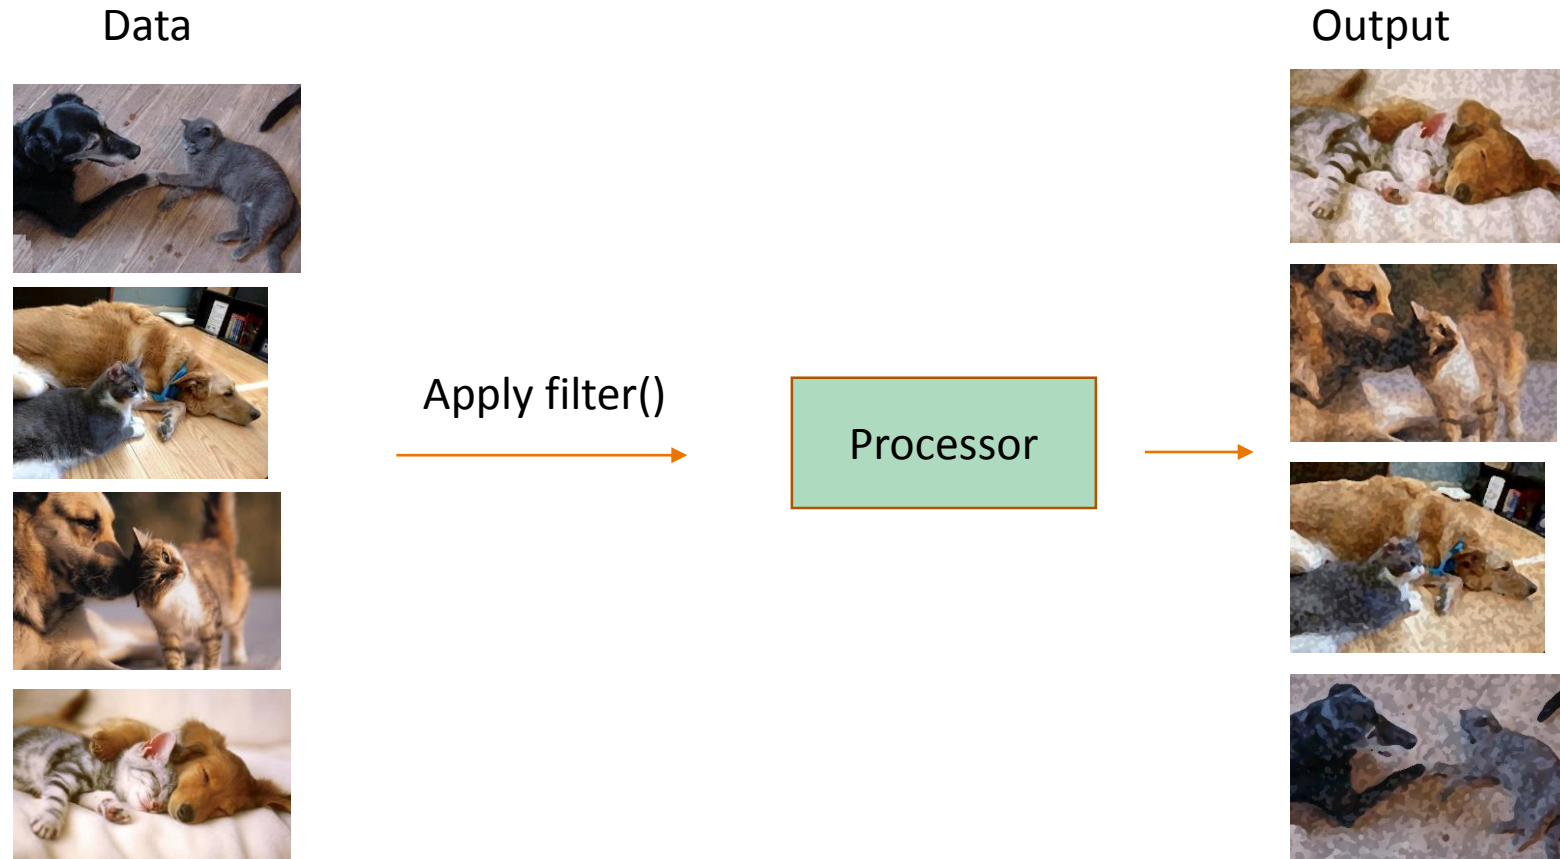 Data
Output
Apply filter()
Processor